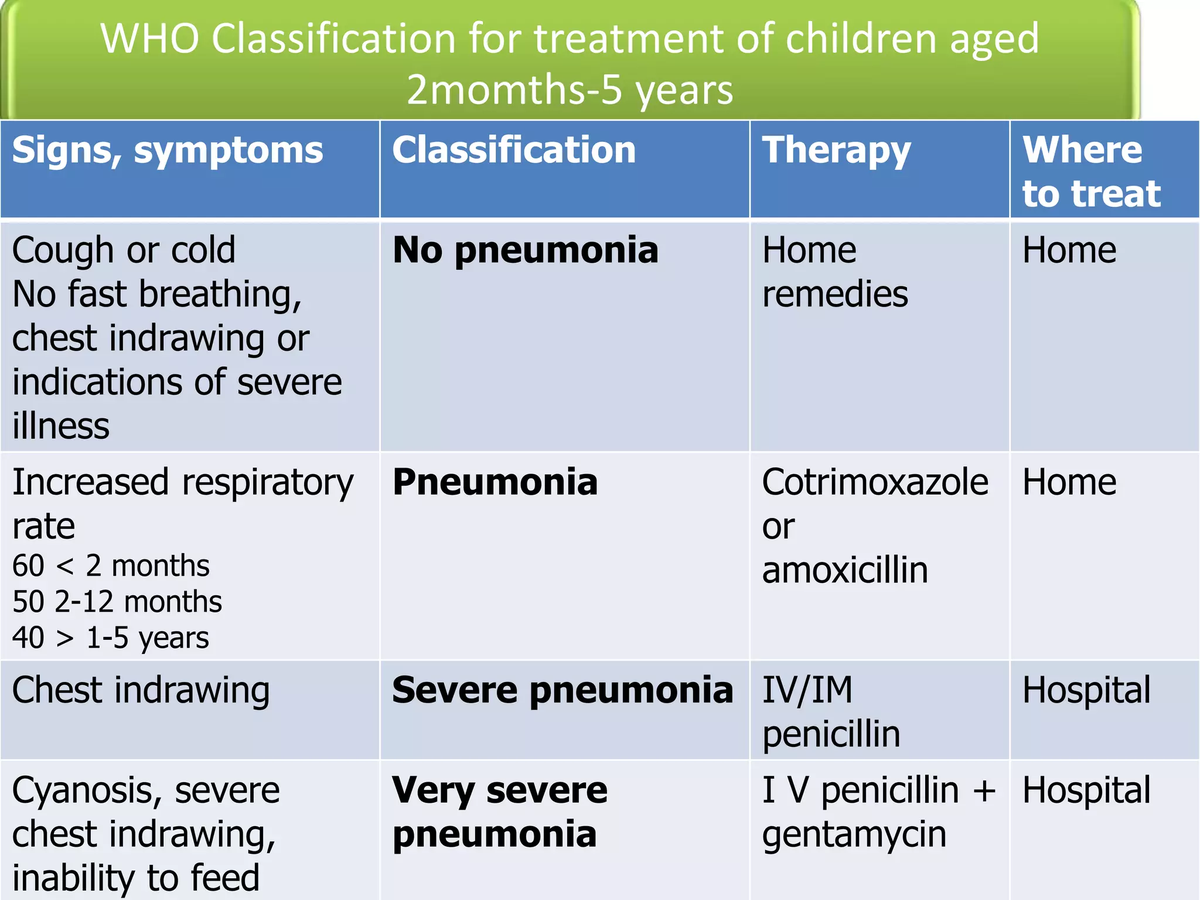 WHO Classification for treatment of children aged
2momths-5 years
Signs, symptoms
Classification
Therapy
Where
to treat
Cough or cold
No fast breathing,
chest indrawing or
indications of severe
illness
No pneumonia
Home
remedies
Home
Increased respiratory
rate
60 < 2 months
50 2-12 months
40 > 1-5 years
Pneumonia
Cotrimoxazole
or
amoxicillin
Home
Chest indrawing
Severe pneumonia
IV/IM
penicillin
Hospital
Cyanosis, severe
chest indrawing,
inability to feed
Very severe
pneumonia
I V penicillin +
gentamycin
Hospital